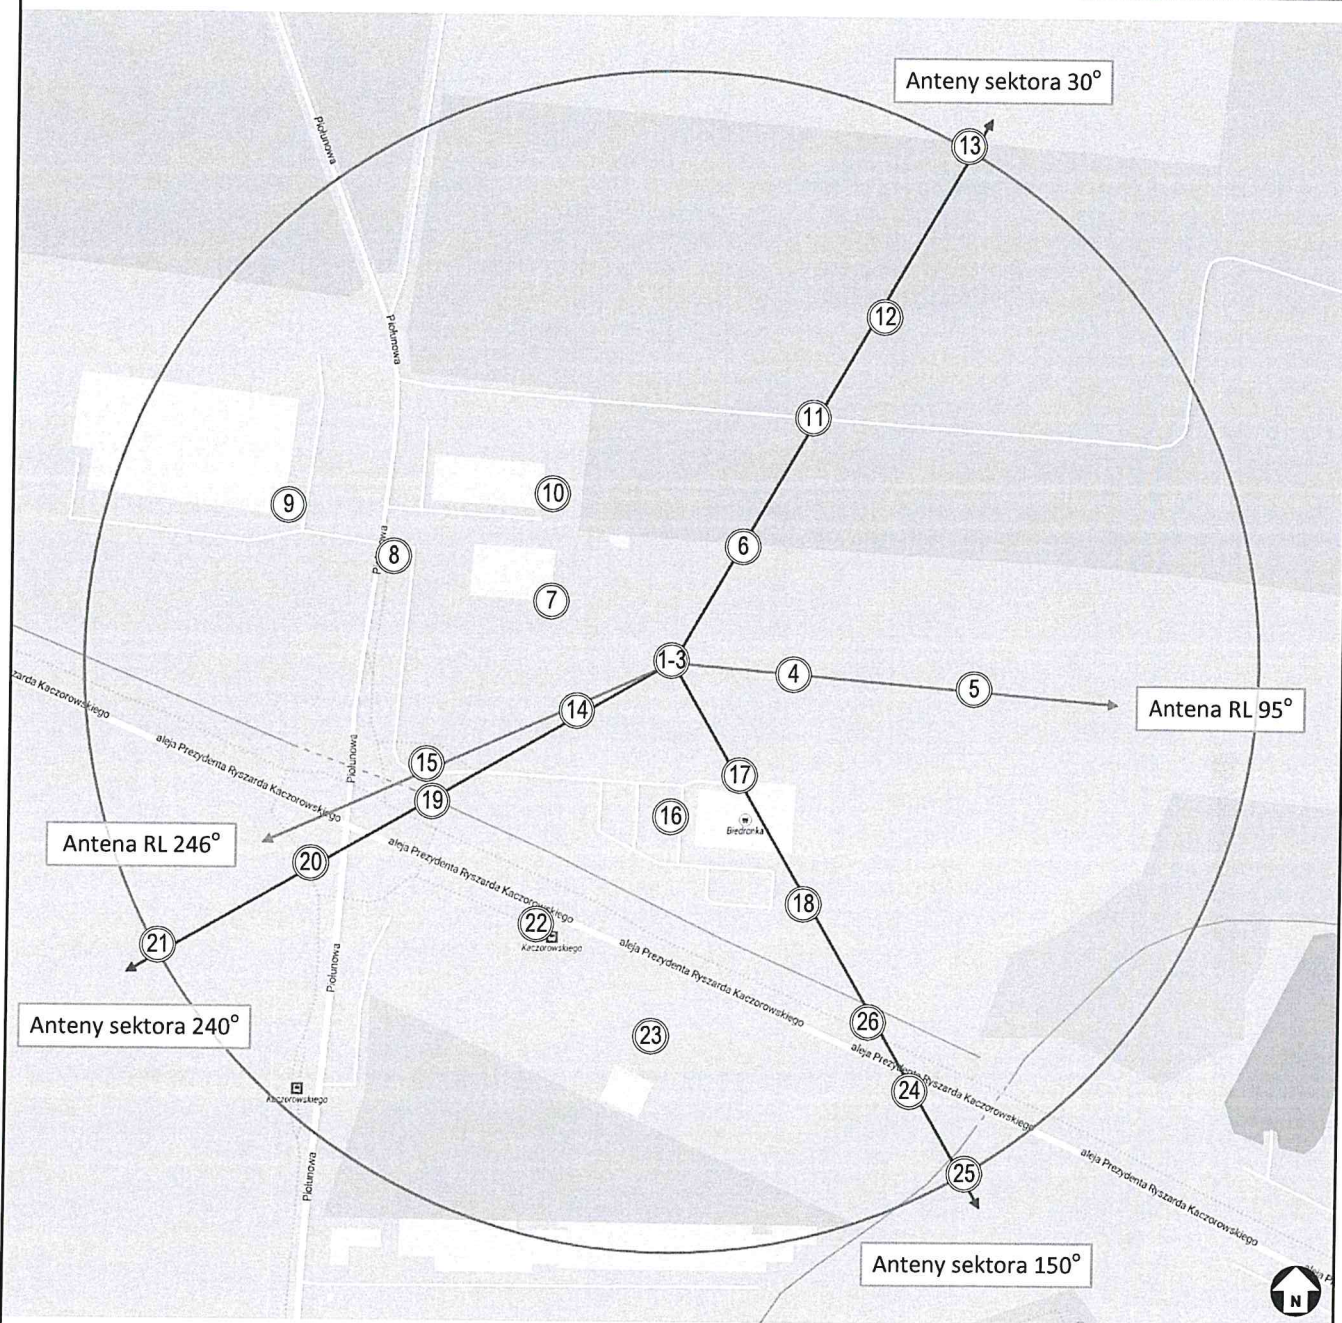 Anteny sektora 30°
13
Piołunowa
12
Piołunowa
11
10
9
6
8
7
1-3
4
5
Antena RL 95°
14
zarda Kaczorowskiego
aleja Prezydenta Ryszarda Kaczorowskiego
Piołunowa
15
17
19
16
Biedronka
Antena RL 246°
20
aleja Prezydenta Ryszarda Kaczorowskiego
18
22
Kaczorowskiego
21
aleja Prezydenta Ryszarda Kaczorowskiego
Piołunowa
Anteny sektora 240°
26
23
aleja Prezydenta Ryszarda Kaczorowskiego
24
Kaczorowskiego
Piołunowa
25
aleja Prezydenta Ryszarda Kaczorowskiego
Anteny sektora 150°
N